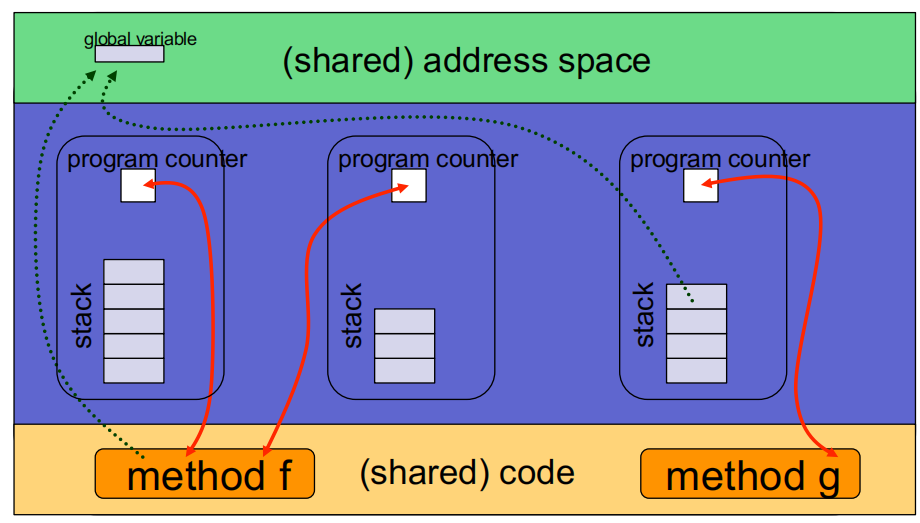 global variable
(shared) address space
program counter
program counter
program counter
stack
stack
stack
method f
(shared) code
method g